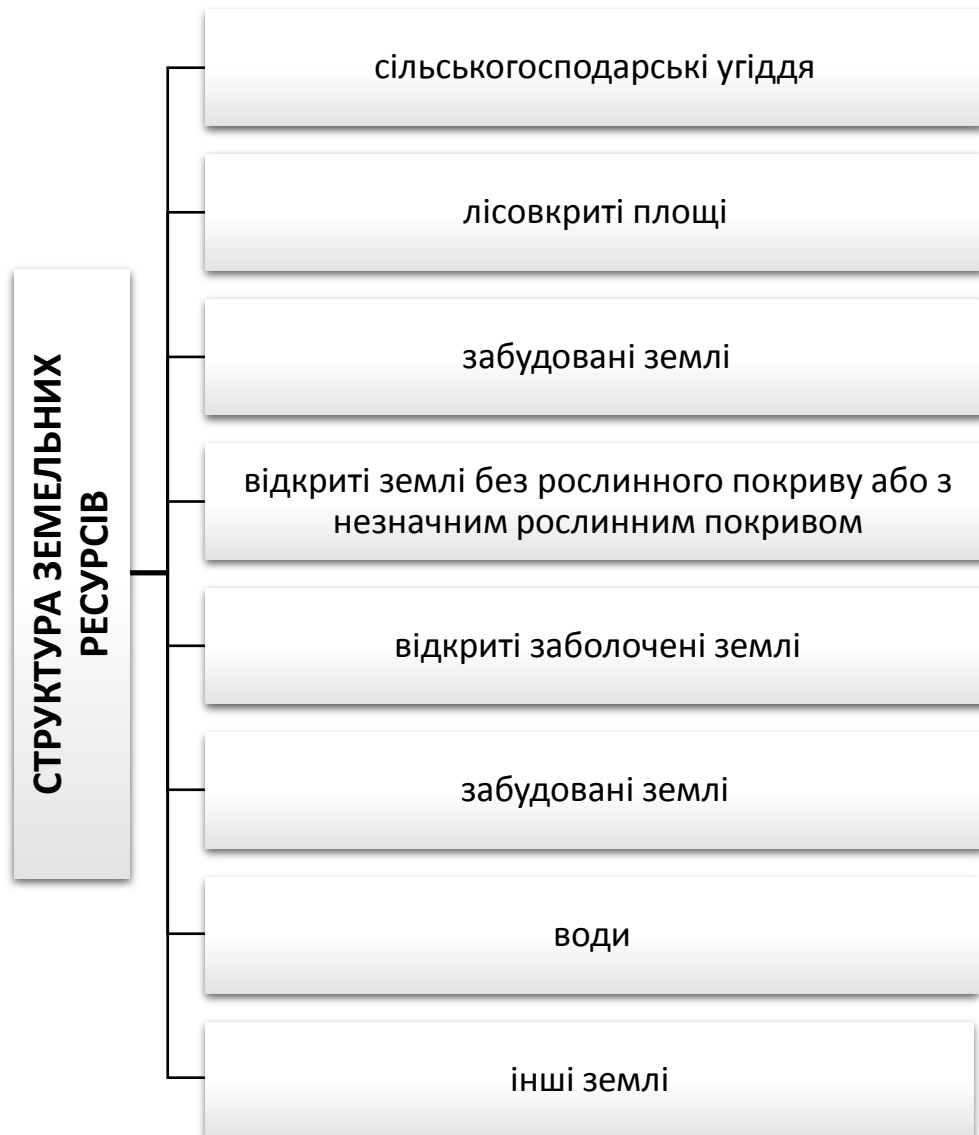 СТРУКТУРА ЗЕМЕЛЬНИХ
РЕСУРСІВ
сільськогосподарські угіддя
лісовкриті площі
забудовані землі
відкриті землі без рослинного покриву або з
незначним рослинним покривом
відкриті заболочені землі
забудовані землі
води
інші землі